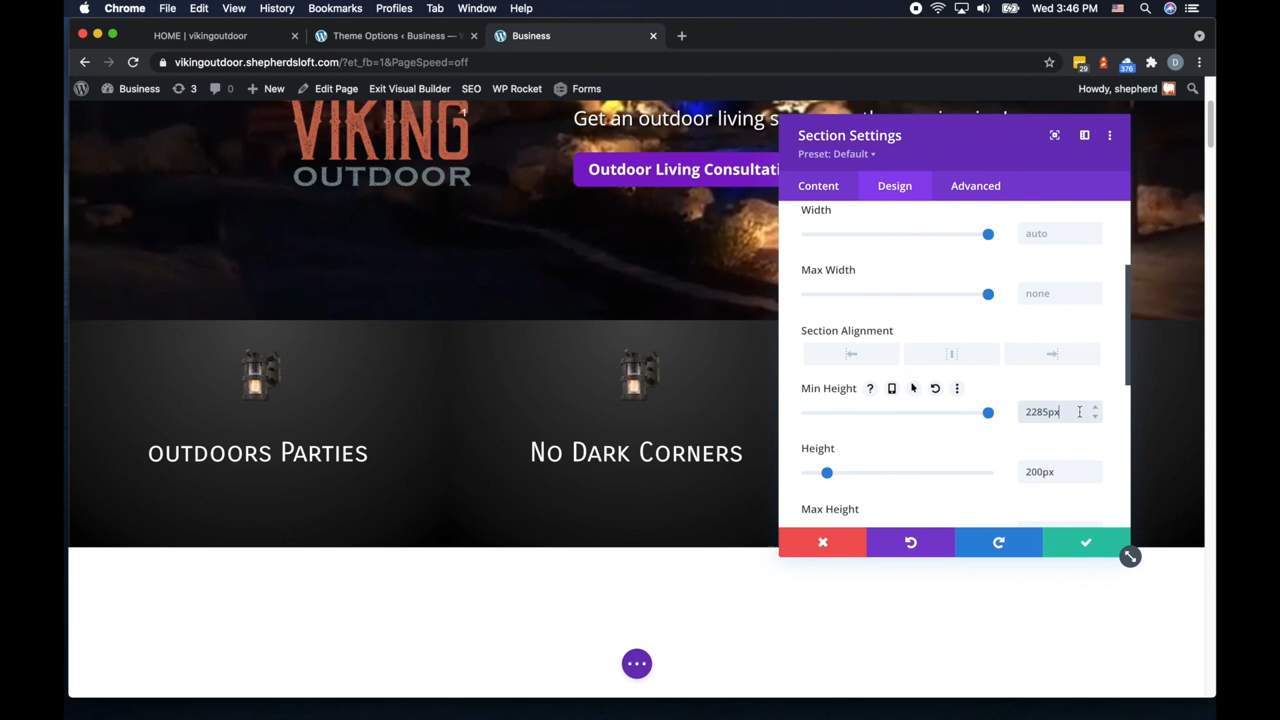 Chrome File Edit View History Bookmarks Profiles Tab Window Help Wed 3:46 PM
HOME | vikingoutdoor Theme Options ‹ Business — Business
vikingoutdoor.shepherdsloft.com/?et_fb=1&PageSpeed=off 29 376 D
Business 3 0 New Edit Page Exit Visual Builder SEO WP Rocket Forms Howdy, shepherd
VIKING
OUTDOOR
Get an outdoor living
Outdoor Living Consultati
Section Settings
Preset: Default
Content Design Advanced
Width
auto
Max Width
none
Section Alignment
Min Height ?
2285px
Height
200px
Max Height
OUTDOORS PARTIES
NO DARK CORNERS